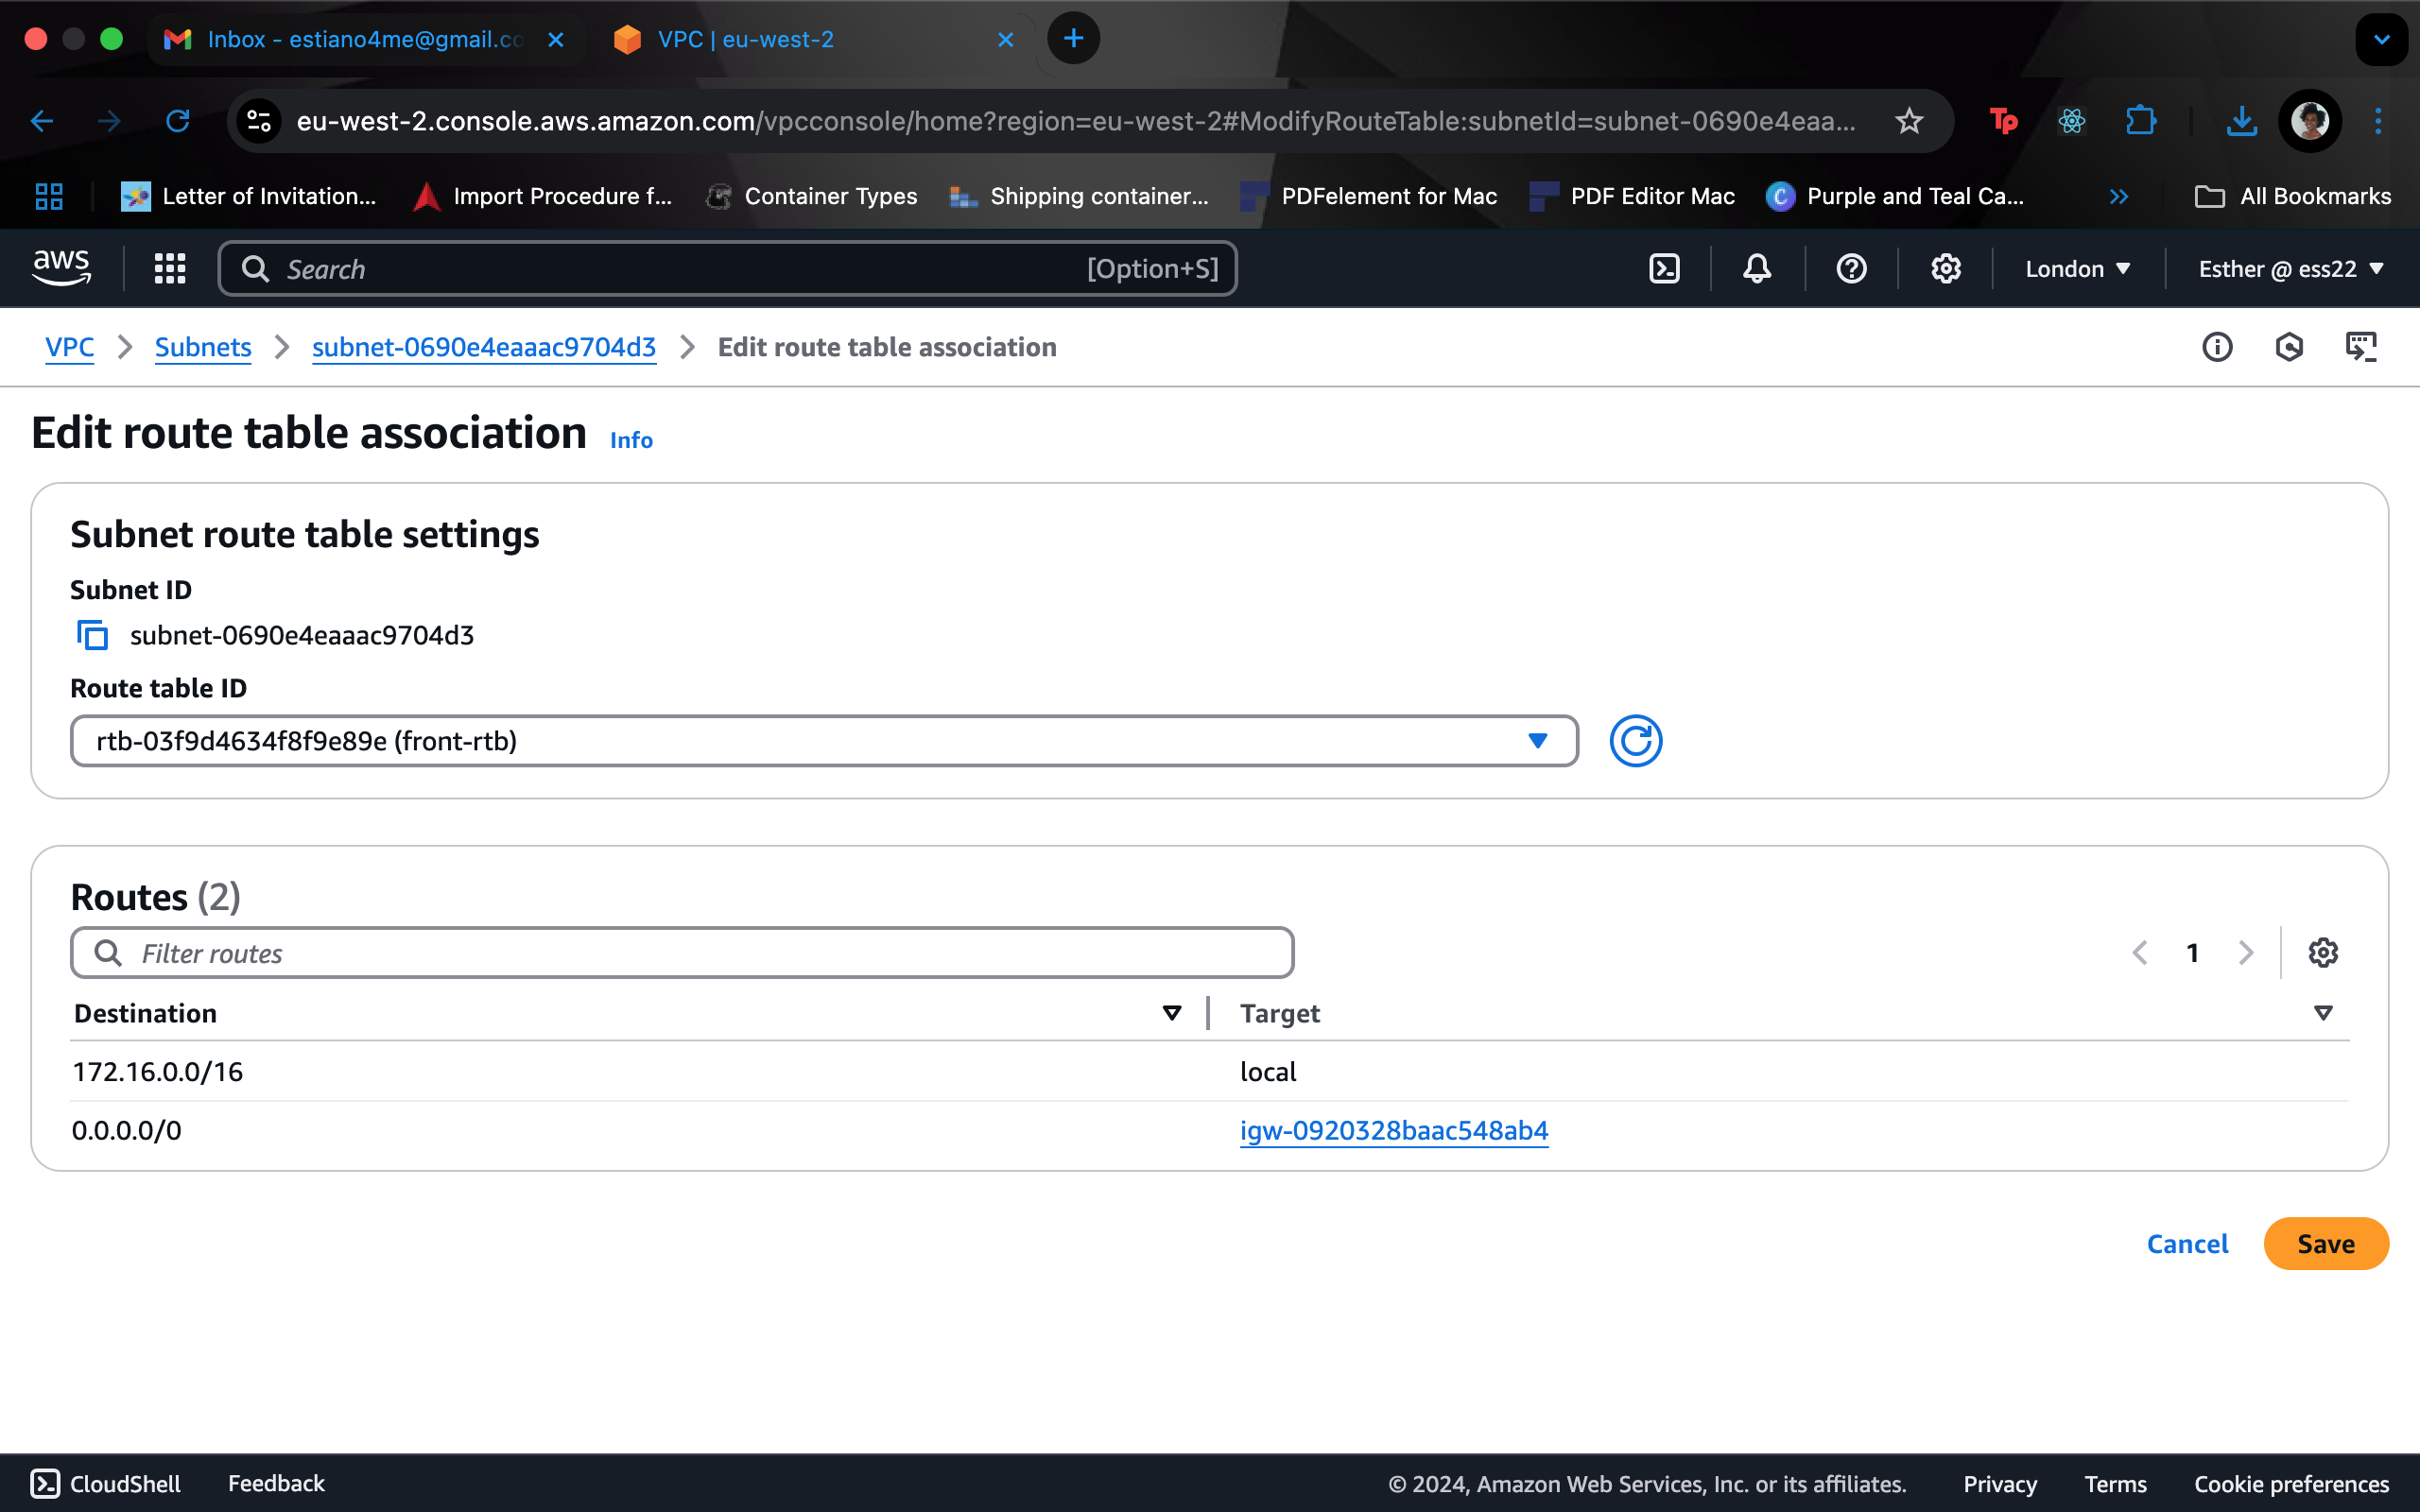 Inbox - estiano4me@gmail.co
VPC | eu-west-2
eu-west-2.console.aws.amazon.com/vpcconsole/home?region=eu-west-2#ModifyRouteTable:subnetId=subnet-0690e4eaa...
Tp
Letter of Invitation...
Import Procedure f...
Container Types
Shipping container...
PDFelement for Mac
PDF Editor Mac
Purple and Teal Ca...
All Bookmarks
aws
Search
[Option+S]
London
Esther @ ess22
VPC
Subnets
subnet-0690e4eaaac9704d3
Edit route table association
Edit route table association Info
Subnet route table settings
Subnet ID
subnet-0690e4eaaac9704d3
Route table ID
rtb-03f9d4634f8f9e89e (front-rtb)
Routes (2)
Filter routes
1
Destination
Target
172.16.0.0/16
local
0.0.0.0/0
igw-0920328baac548ab4
Cancel
Save
CloudShell
Feedback
© 2024, Amazon Web Services, Inc. or its affiliates.
Privacy
Terms
Cookie preferences